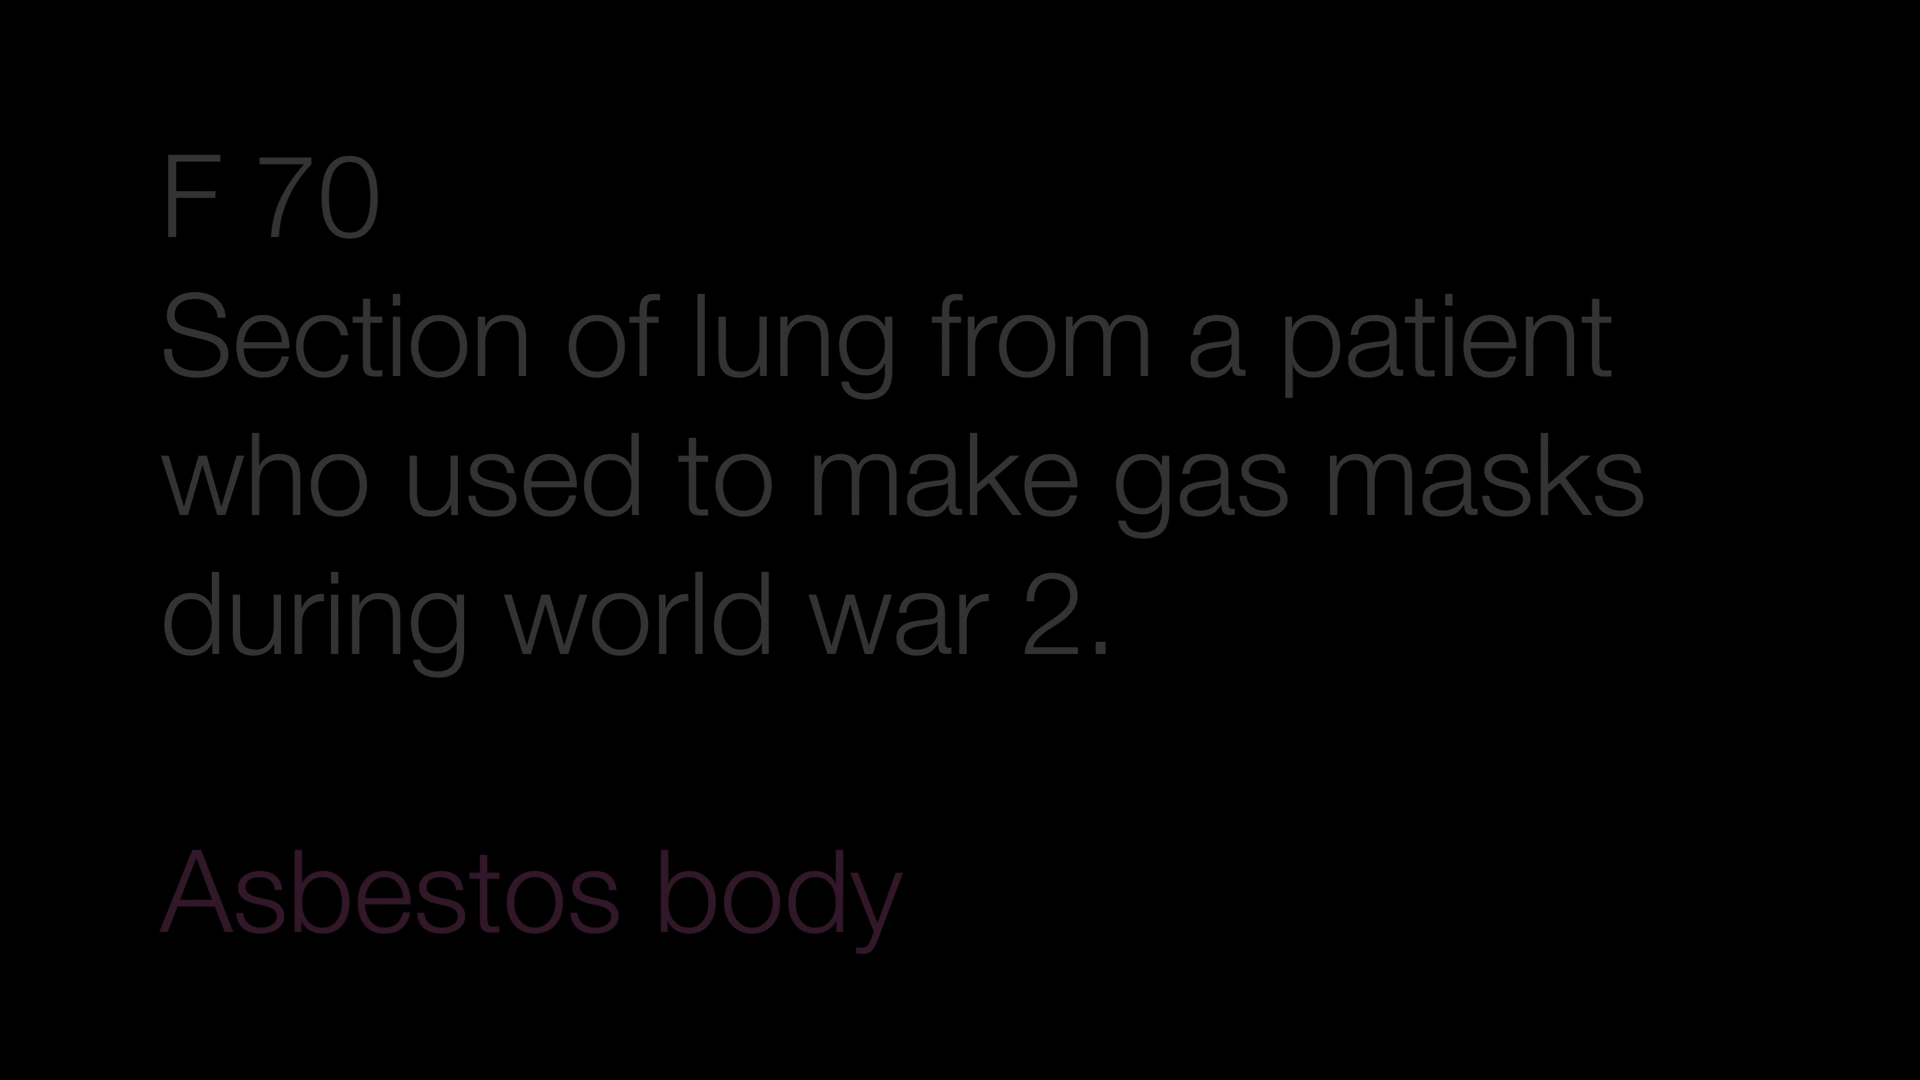 F 70
Section of lung from a patient
who used to make gas masks
during world war 2.
Asbestos body